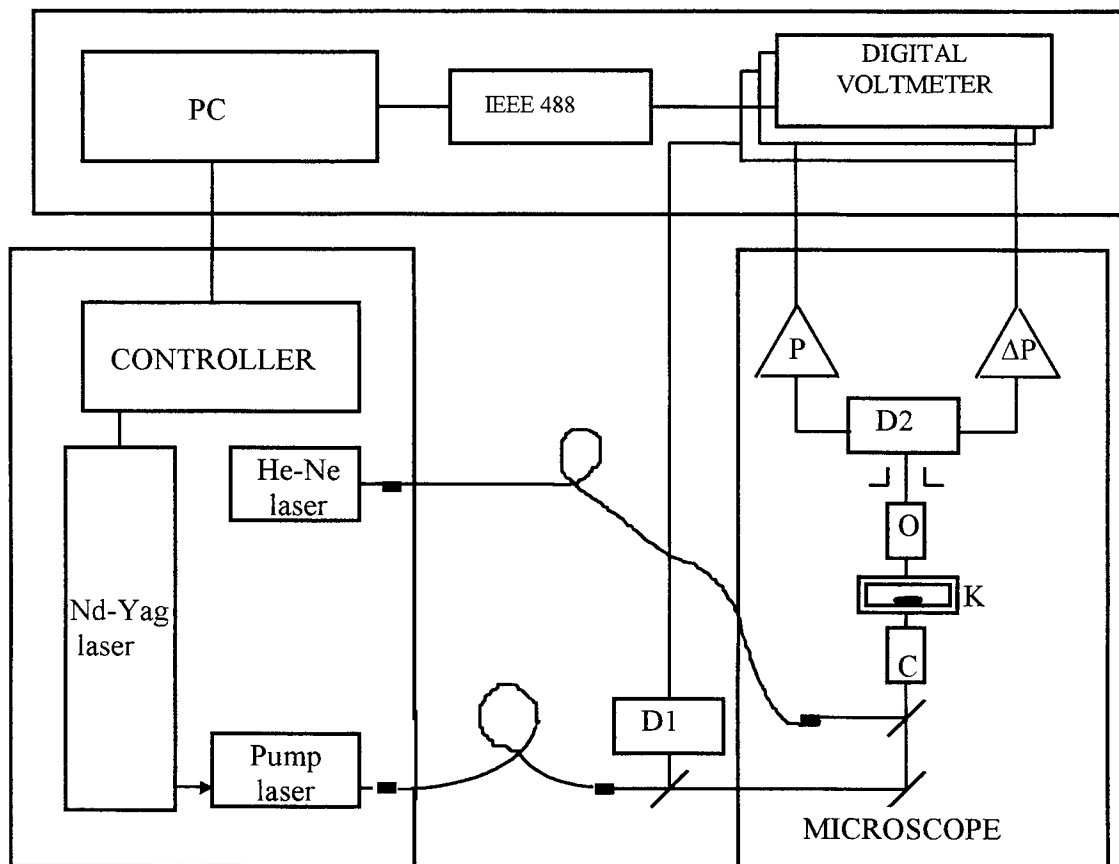 PC
IEEE 488
DIGITAL
VOLTMETER
CONTROLLER
P
ΔP
D2
He-Ne
laser
O
K
Nd-Yag
laser
C
D1
Pump
laser
MICROSCOPE